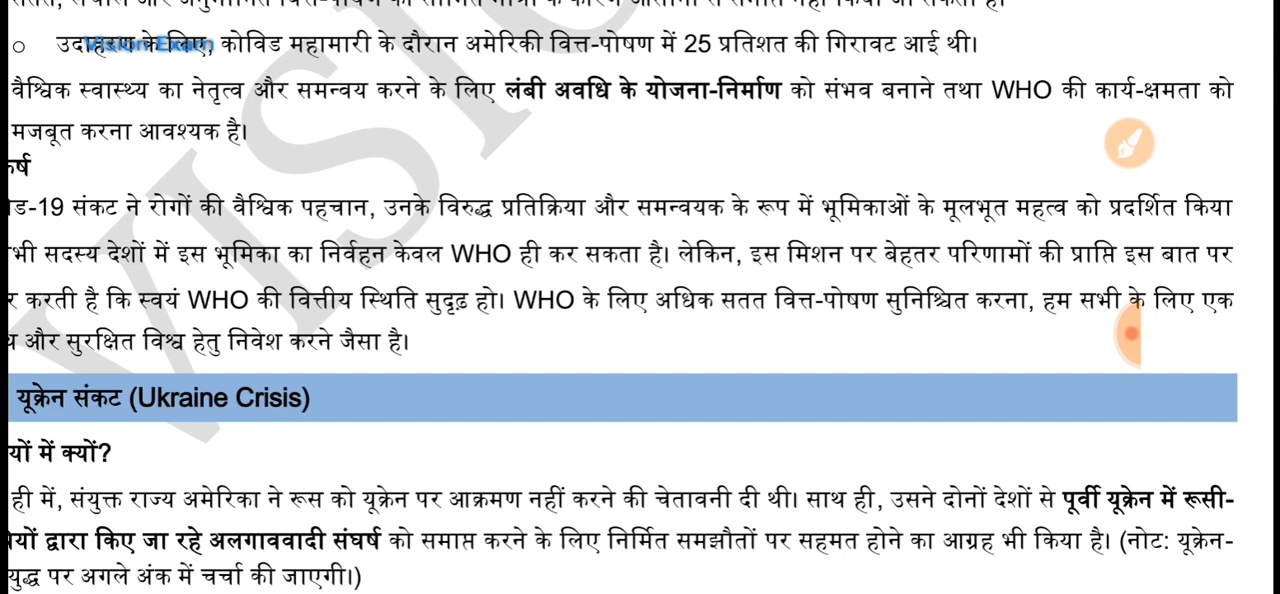 उदाहरण के लिए, कोविड महामारी के दौरान अमेरिकी वित्त-पोषण में 25 प्रतिशत की गिरावट आई थी।
Vision Exam
वैश्विक स्वास्थ्य का नेतृत्व और समन्वय करने के लिए लंबी अवधि के योजना-निर्माण को संभव बनाने तथा WHO की कार्य-क्षमता को
मजबूत करना आवश्यक है।
र्ष
ड-19 संकट ने रोगों की वैश्विक पहचान, उनके विरुद्ध प्रतिक्रिया और समन्वयक के रूप में भूमिकाओं के मूलभूत महत्व को प्रदर्शित किया
भी सदस्य देशों में इस भूमिका का निर्वहन केवल WHO ही कर सकता है। लेकिन, इस मिशन पर बेहतर परिणामों की प्राप्ति इस बात पर
र करती है कि स्वयं WHO की वित्तीय स्थिति सुदृढ़ हो। WHO के लिए अधिक सतत वित्त-पोषण सुनिश्चित करना, हम सभी के लिए एक
और सुरक्षित विश्व हेतु निवेश करने जैसा है।
यूक्रेन संकट (Ukraine Crisis)
यों में क्यों?
ही में, संयुक्त राज्य अमेरिका ने रूस को यूक्रेन पर आक्रमण नहीं करने की चेतावनी दी थी। साथ ही, उसने दोनों देशों से पूर्वी यूक्रेन में रूसी-
यों द्वारा किए जा रहे अलगाववादी संघर्ष को समाप्त करने के लिए निर्मित समझौतों पर सहमत होने का आग्रह भी किया है। (नोट: यूक्रेन-
युद्ध पर अगले अंक में चर्चा की जाएगी।)
VISIO